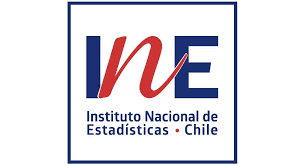 INE
Instituto Nacional de
Estadísticas • Chile